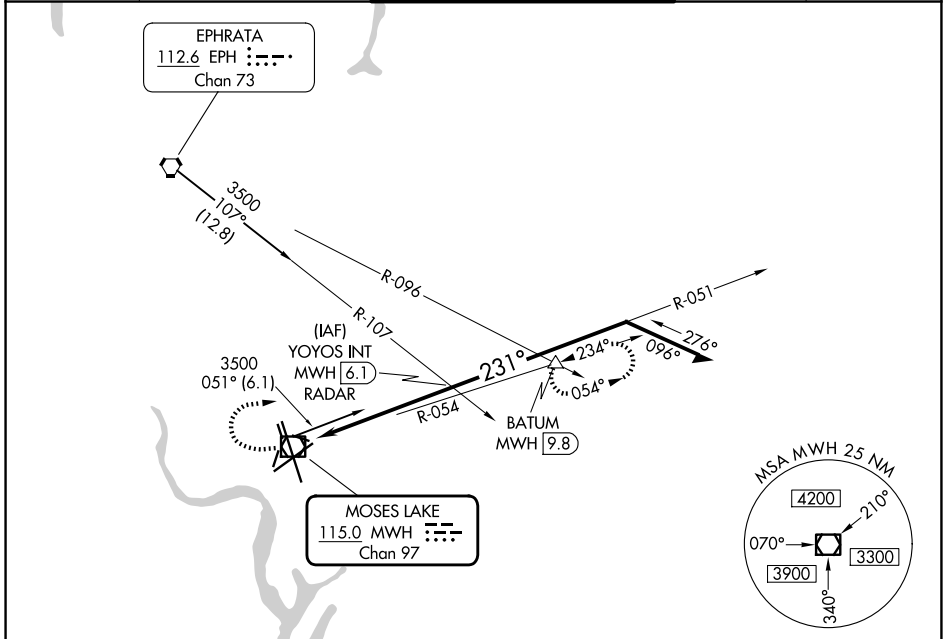 EPHRATA
112.6 EPH
Chan 73
3500
107°
(12.8)
R-096
R-107
R-051
276°
096°
(IAF)
YOYOS INT
MWH 6.1
RADAR
231°
234°
054°
3500
051° (6.1)
R-054
BATUM
MWH 9.8
MOSES LAKE
115.0 MWH
Chan 97
MSA MWH 25 NM
4200
210°
070°
3300
3900
340°